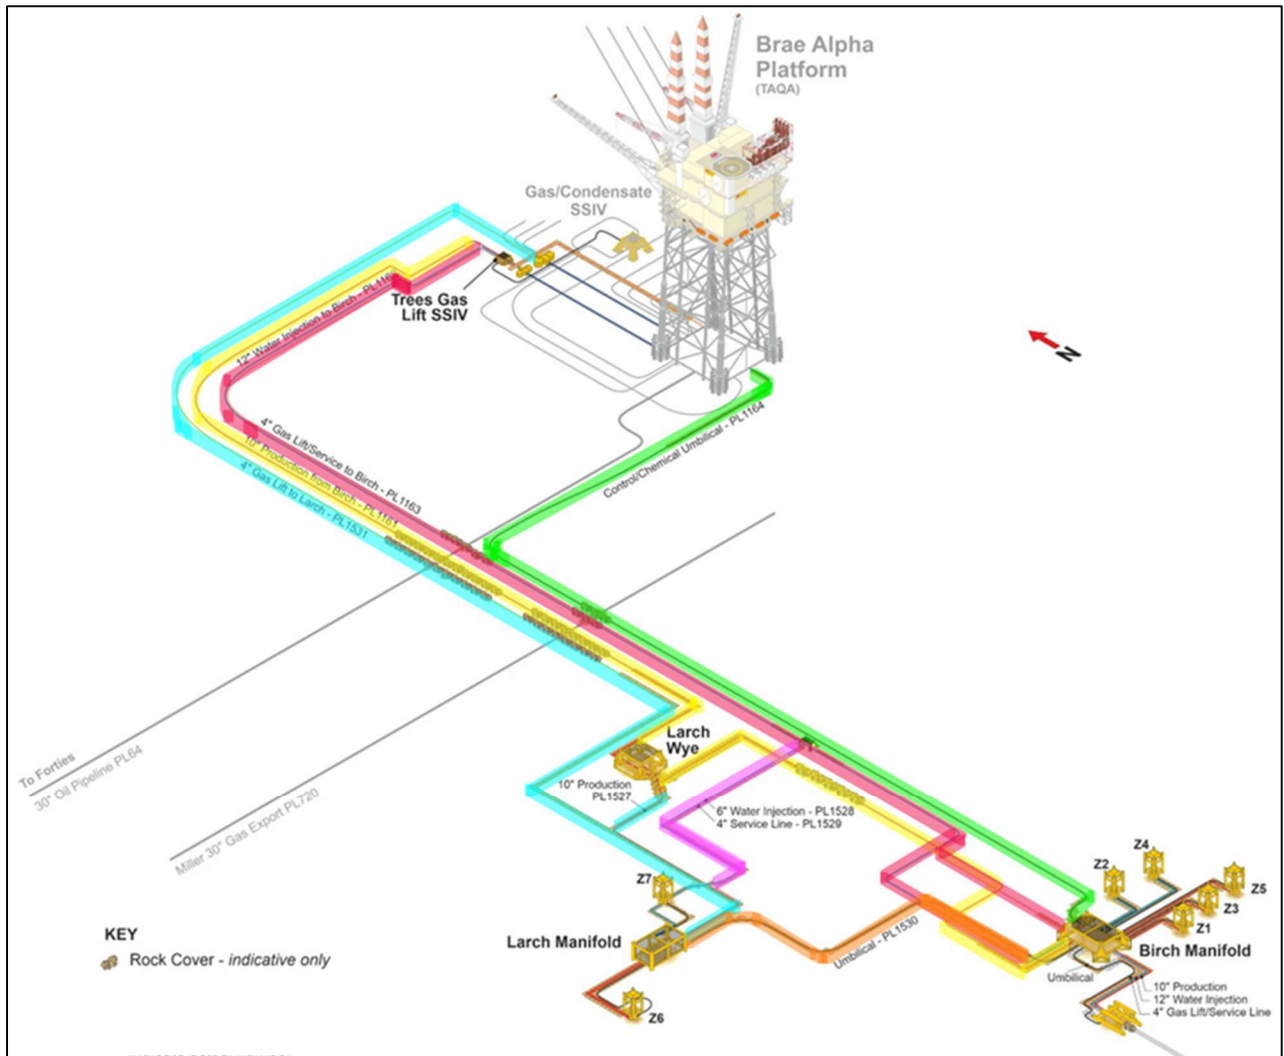 Brae Alpha
Platform
(TAQA)
Gas/Condensate
SSIV
Trees Gas
Lift SSIV
12" Water Injection to Birch - PL116
N
4" Gas Lift/Service to Birch - PL1163
10" Production from Birch - PL1161
4" Gas Lift to Larch - PL1531
Control/Chemical Umbilical - PL1164
To Forties
30" Oil Pipeline PL64
Miller 30" Gas Export PL720
Larch
Wye
10" Production
PL1527
6" Water Injection - PL1528
4" Service Line - PL1529
Z7
Z2
Z4
Z5
Z3
Z1
Larch Manifold
Umbilical - PL1530
Birch Manifold
Umbilical
10" Production
12" Water Injection
4" Gas Lift/Service Line
Z6
KEY
Rock Cover - indicative only